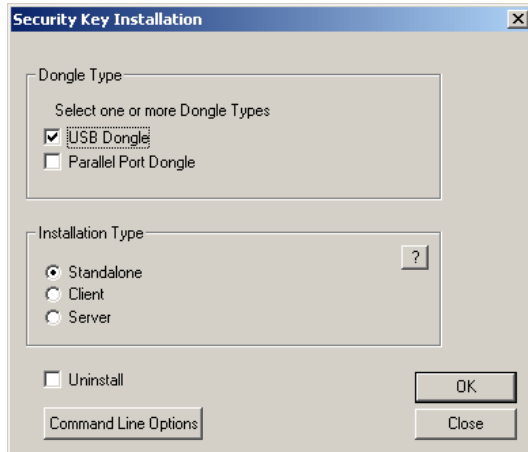 Security Key Installation
Dongle Type
Select one or more Dongle Types
USB Dongle
Parallel Port Dongle
Installation Type
?
Standalone
Client
Server
Uninstall
OK
Command Line Options
Close